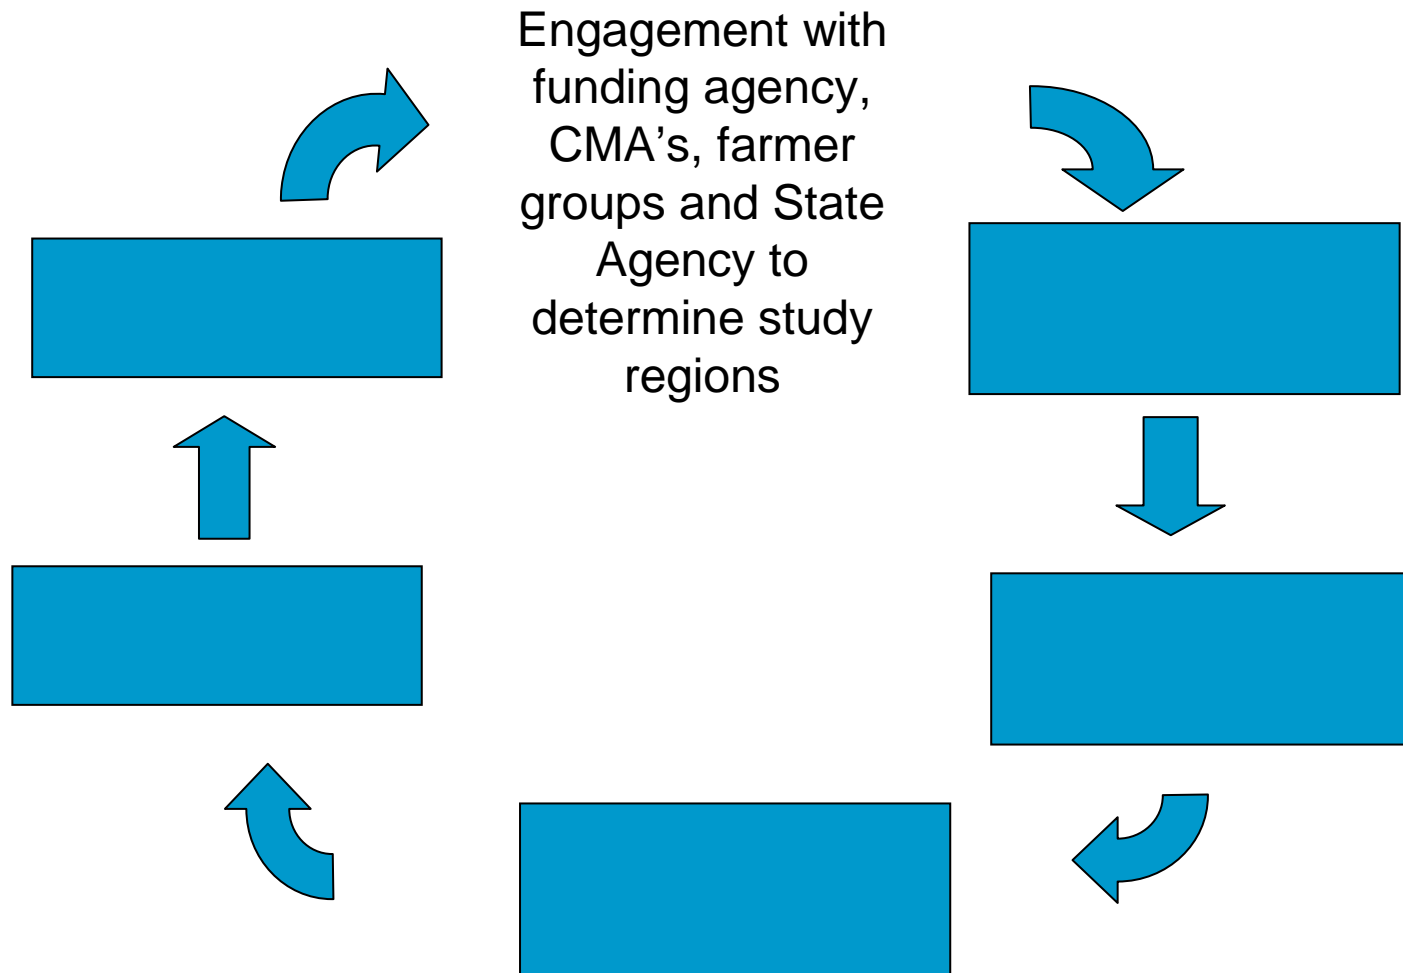 Engagement with
funding agency,
CMA’s, farmer
groups and State
Agency to
determine study
regions